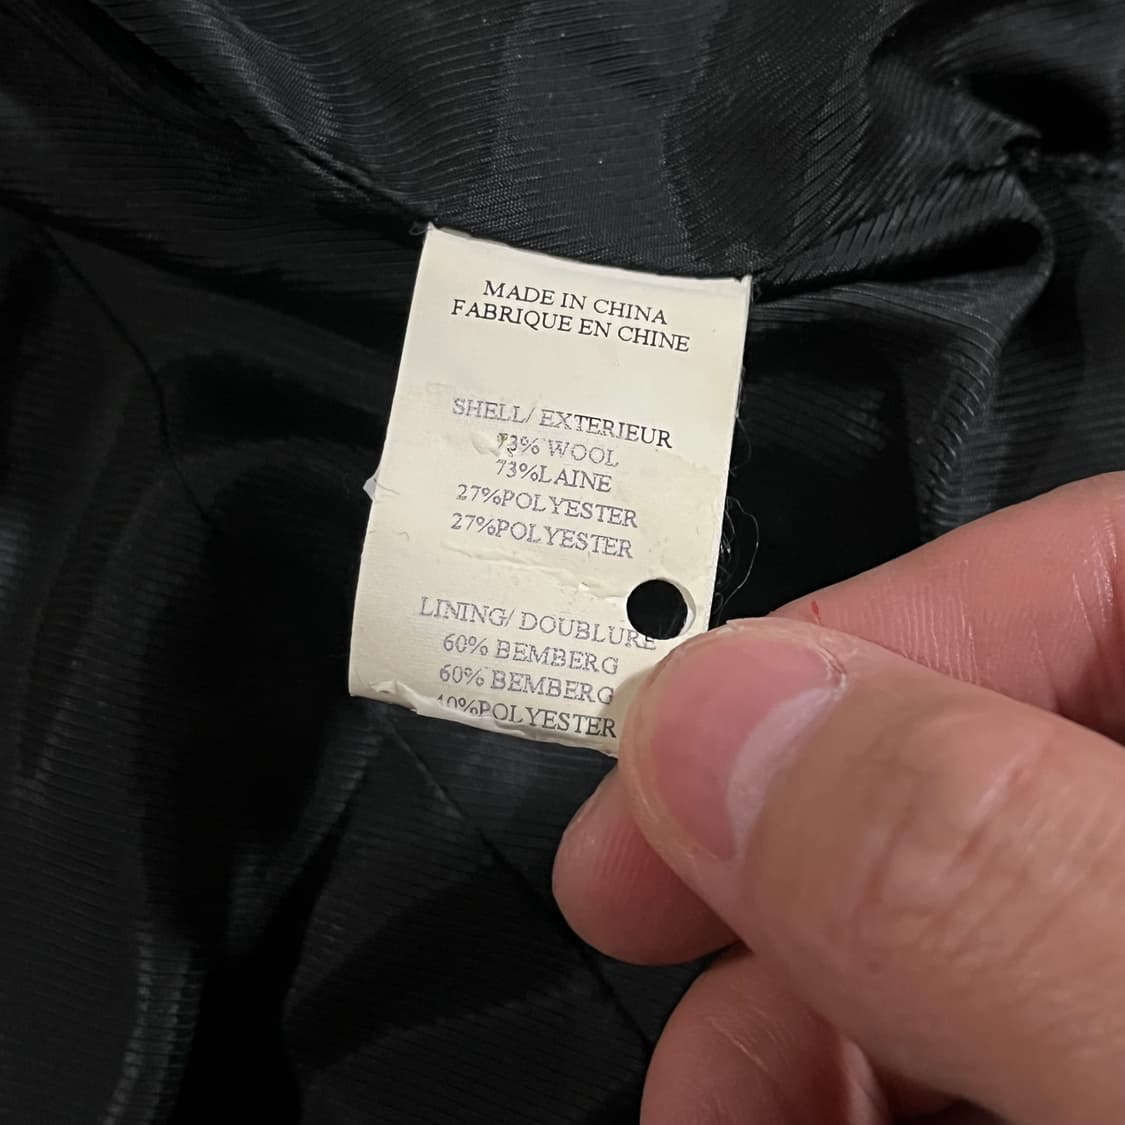 MADE IN CHINA
FABRIQUE EN CHINE
SHELL/ EXTERIEUR
73% WOOL
73%LAINE
27%POLYESTER
27%POLYESTER
LINING/ DOUBLURE
60% BEMBERG
60% BEMBERG
40%POLYESTER